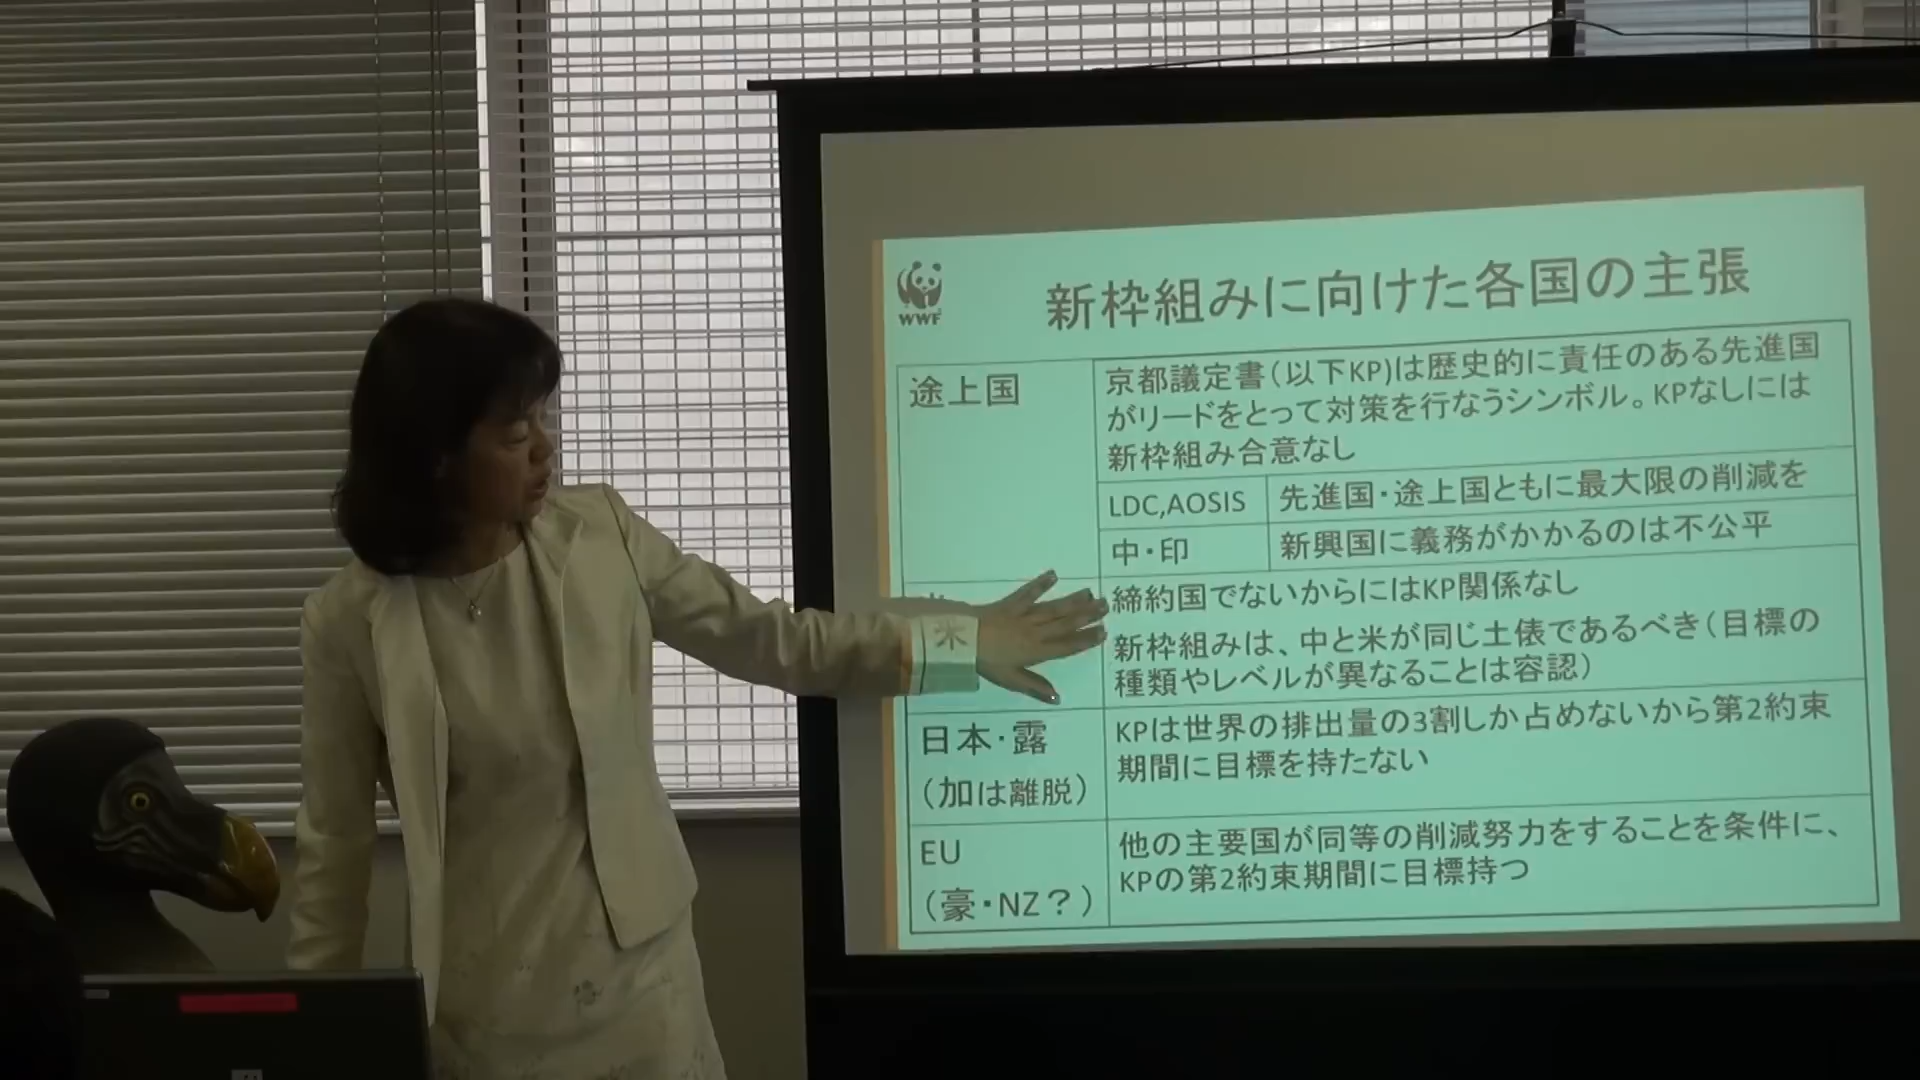 WWF
新枠組みに向けた各国の主張
途上国
京都議定書(以下KP)は歴史的に責任のある先進国
がリードをとって対策を行なうシンボル。KPなしには
新枠組み合意なし
LDC,AOSIS
先進国・途上国ともに最大限の削減を
中・印
新興国に義務がかかるのは不公平
米
締約国でないからにはKP関係なし
新枠組みは、中と米が同じ土俵であるべき(目標の
種類やレベルが異なることは容認)
日本・露
(加は離脱)
KPは世界の排出量の3割しか占めないから第2約束
期間に目標を持たない
EU
(豪・NZ?)
他の主要国が同等の削減努力をすることを条件に、
KPの第2約束期間に目標持つ